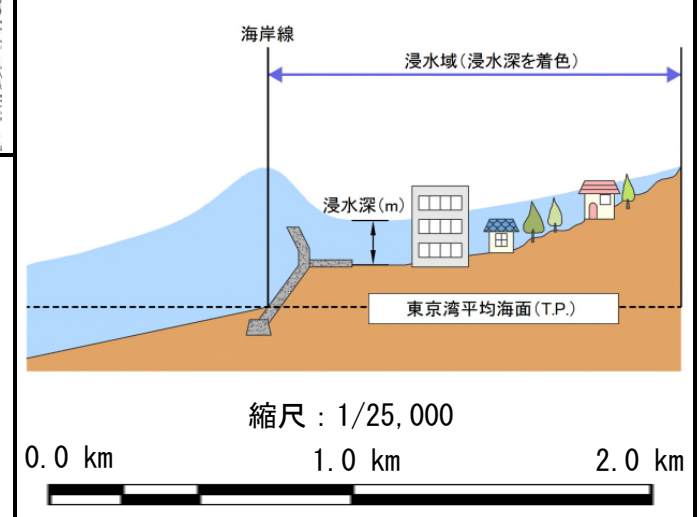 海岸線
浸水域(浸水深を着色)
浸水深(m)
東京湾平均海面(T.P.)
縮尺:1/25,000
0.0 km 1.0 km 2.0 km